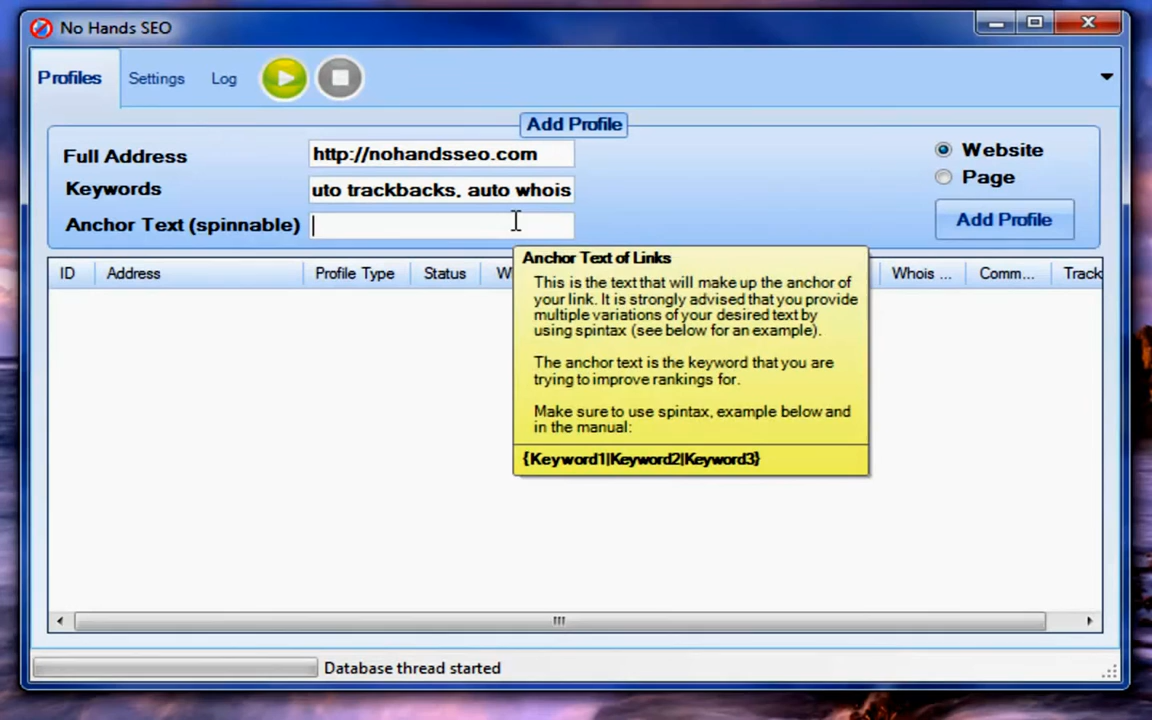 No Hands SEO
Profiles Settings Log
Add Profile
Full Address http://nohandsseo.com Website
Keywords uto trackbacks, auto whois Page
Anchor Text (spinnable) Add Profile
ID Address Profile Type Status Whois ... Comm... Track
Anchor Text of Links
This is the text that will make up the anchor of
your link. It is strongly advised that you provide
multiple variations of your desired text by
using spintax (see below for an example).
The anchor text is the keyword that you are
trying to improve rankings for.
Make sure to use spintax, example below and
in the manual:
{Keyword1|Keyword2|Keyword3}
Database thread started